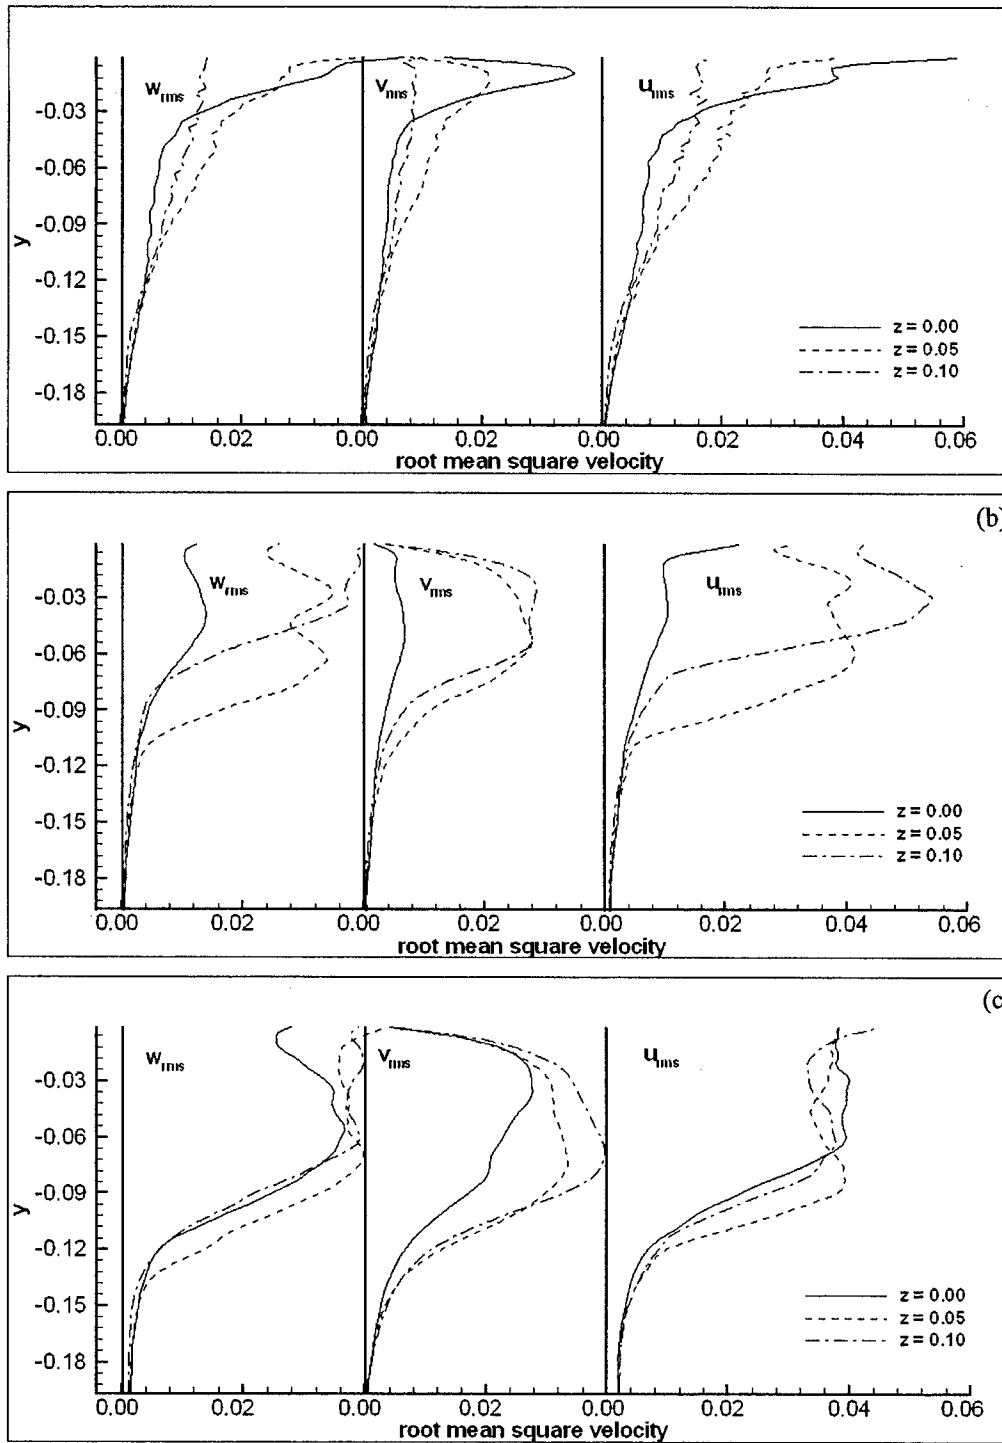 w_rms
v_rms
u_rms
-0.03
-0.06
-0.09
-0.12
-0.15
-0.18
y
z = 0.00
z = 0.05
z = 0.10
0.00 0.02 0.00 0.02 0.00 0.02 0.04 0.06
root mean square velocity
(b)
w_rms
v_rms
u_rms
-0.03
-0.06
-0.09
-0.12
-0.15
-0.18
y
z = 0.00
z = 0.05
z = 0.10
0.00 0.02 0.00 0.02 0.00 0.02 0.04 0.06
root mean square velocity
(c
w_rms
v_rms
u_rms
-0.03
-0.06
-0.09
-0.12
-0.15
-0.18
y
z = 0.00
z = 0.05
z = 0.10
0.00 0.02 0.00 0.02 0.00 0.02 0.04 0.06
root mean square velocity